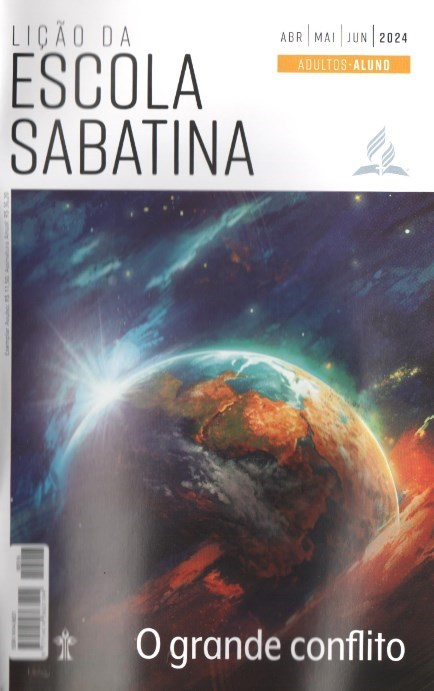 LIÇÃO DA
ESCOLA
SABATINA
ABR | MAI | JUN | 2024
ADULTOS - ALUNO
O grande conflito